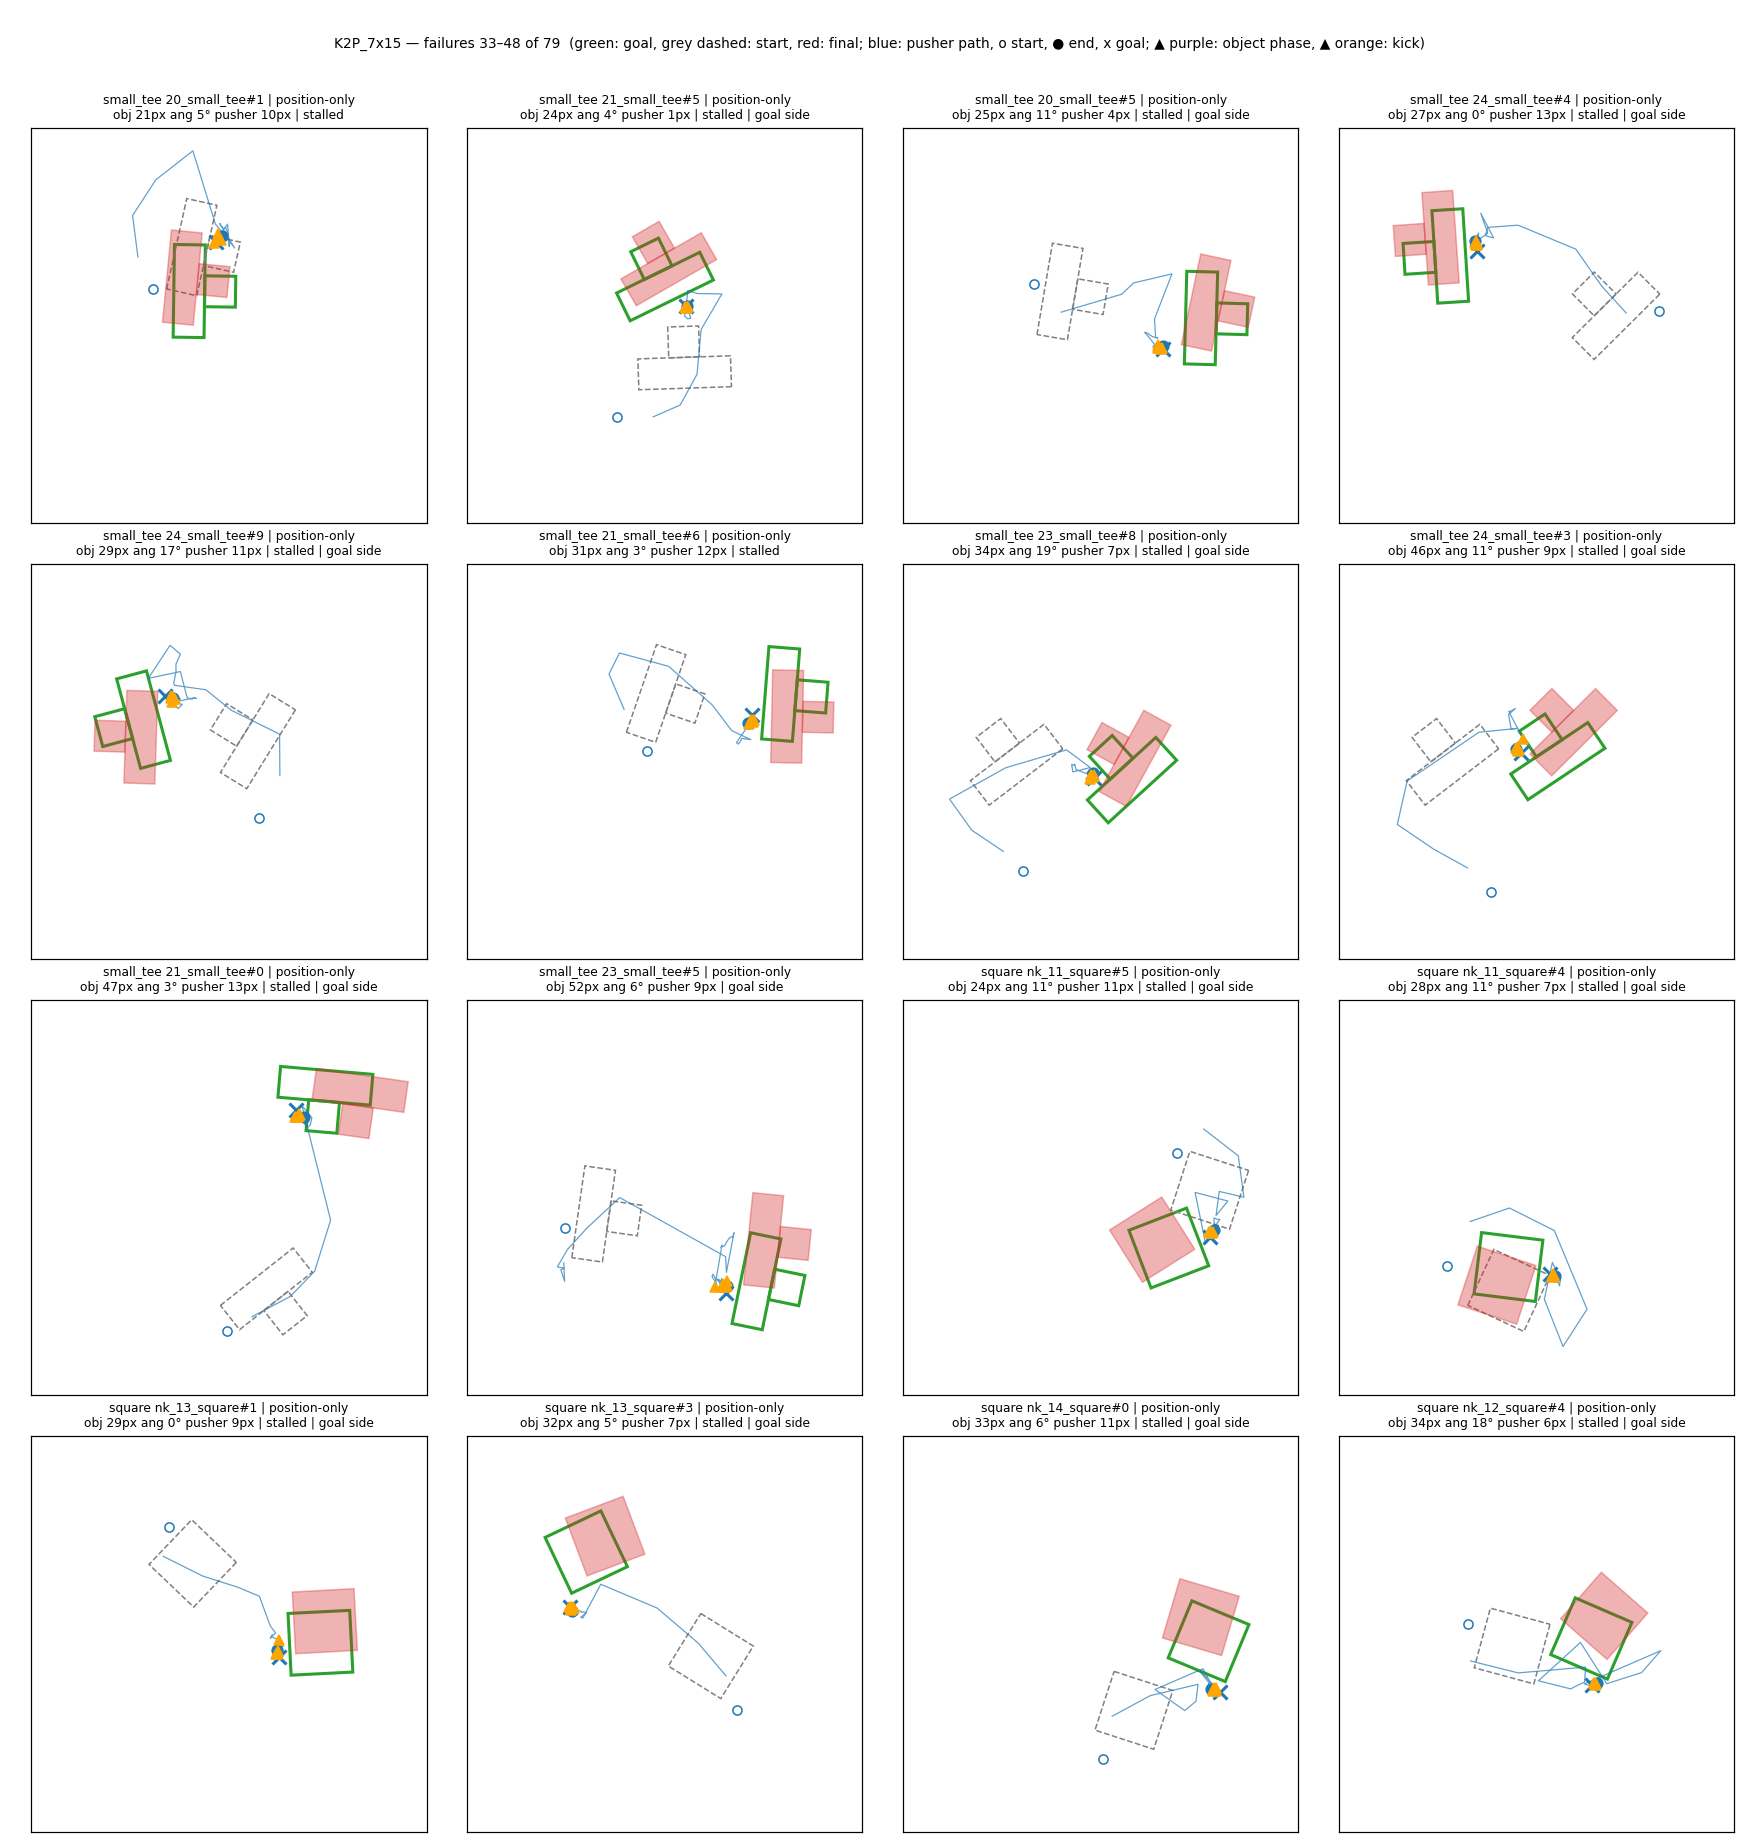 K2P_7x15 — failures 33–48 of 79  (green: goal, grey dashed: start, red: final; blue: pusher path, o start, ● end, x goal; ▲ purple: object phase, ▲ orange: kick)
small_tee 20_small_tee#1 | position-only
obj 21px ang 5° pusher 10px | stalled
small_tee 21_small_tee#5 | position-only
obj 24px ang 4° pusher 1px | stalled | goal side
small_tee 20_small_tee#5 | position-only
obj 25px ang 11° pusher 4px | stalled | goal side
small_tee 24_small_tee#4 | position-only
obj 27px ang 0° pusher 13px | stalled | goal side
small_tee 24_small_tee#9 | position-only
obj 29px ang 17° pusher 11px | stalled | goal side
small_tee 21_small_tee#6 | position-only
obj 31px ang 3° pusher 12px | stalled
small_tee 23_small_tee#8 | position-only
obj 34px ang 19° pusher 7px | stalled | goal side
small_tee 24_small_tee#3 | position-only
obj 46px ang 11° pusher 9px | stalled | goal side
small_tee 21_small_tee#0 | position-only
obj 47px ang 3° pusher 13px | stalled | goal side
small_tee 23_small_tee#5 | position-only
obj 52px ang 6° pusher 9px | goal side
square nk_11_square#5 | position-only
obj 24px ang 11° pusher 11px | stalled | goal side
square nk_11_square#4 | position-only
obj 28px ang 11° pusher 7px | stalled | goal side
square nk_13_square#1 | position-only
obj 29px ang 0° pusher 9px | stalled | goal side
square nk_13_square#3 | position-only
obj 32px ang 5° pusher 7px | stalled | goal side
square nk_14_square#0 | position-only
obj 33px ang 6° pusher 11px | stalled | goal side
square nk_12_square#4 | position-only
obj 34px ang 18° pusher 6px | stalled | goal side